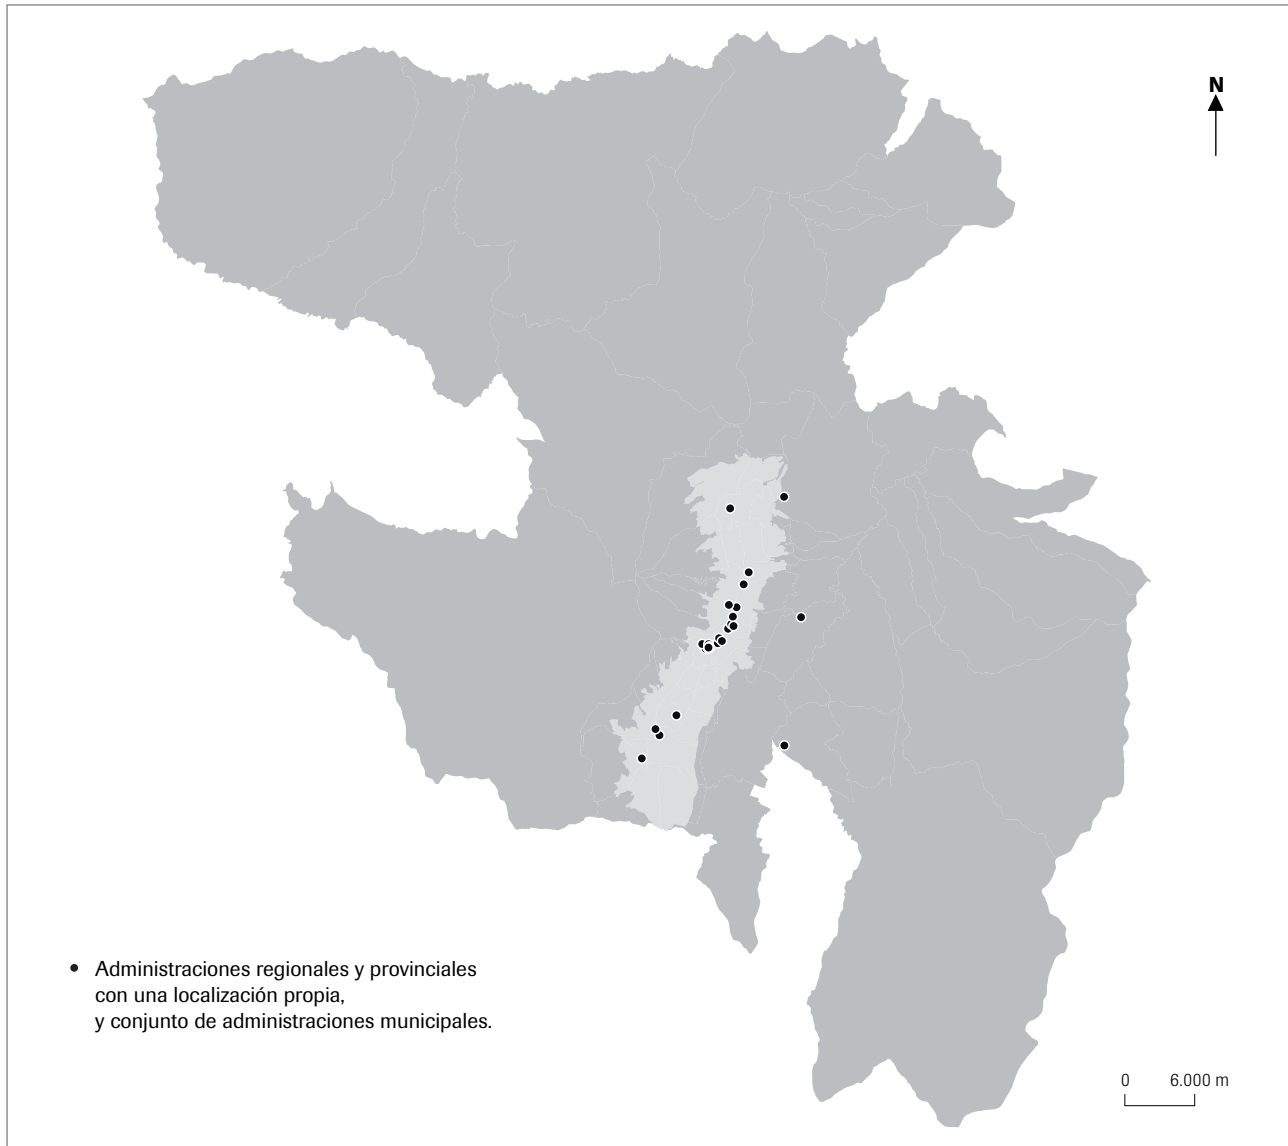 N
• Administraciones regionales y provinciales
con una localización propia,
y conjunto de administraciones municipales.
0 6.000 m